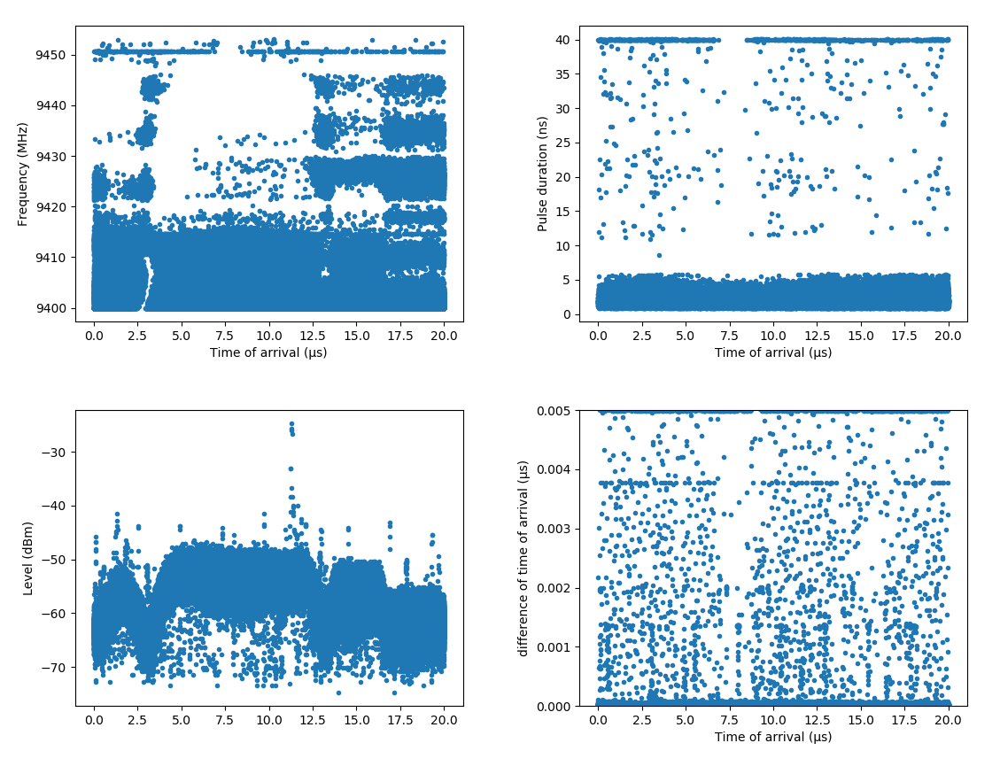 9450
9440
9430
9420
9410
9400
Frequency (MHz)
0.0 2.5 5.0 7.5 10.0 12.5 15.0 17.5 20.0
Time of arrival (µs)
40
35
30
25
20
15
10
5
0
Pulse duration (ns)
0.0 2.5 5.0 7.5 10.0 12.5 15.0 17.5 20.0
Time of arrival (µs)
−30
−40
−50
−60
−70
Level (dBm)
0.0 2.5 5.0 7.5 10.0 12.5 15.0 17.5 20.0
0.005
0.004
0.003
0.002
0.001
0.000
difference of time of arrival (µs)
0.0 2.5 5.0 7.5 10.0 12.5 15.0 17.5 20.0
Time of arrival (µs)